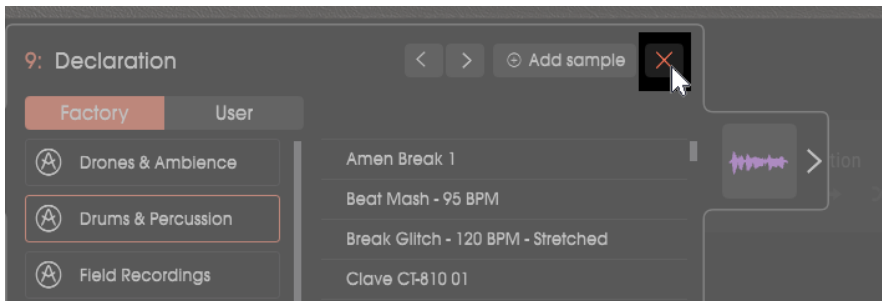 9: Declaration
Add sample
Factory User
Drones & Ambience
Drums & Percussion
Field Recordings
Amen Break 1
Beat Mash - 95 BPM
Break Glitch - 120 BPM - Stretched
Clave CT-810 01